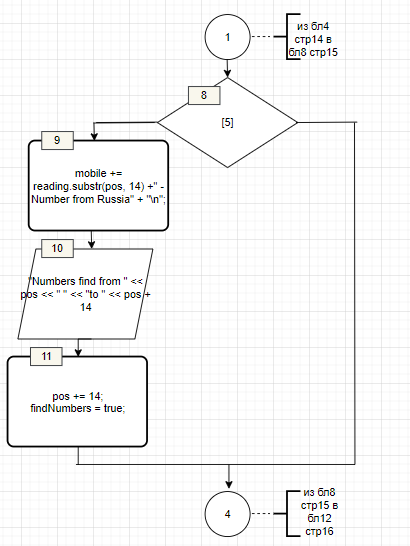 1
из бл4
стр14 в
бл8 стр15
8
[5]
9
mobile +=
reading.substr(pos, 14) +" -
Number from Russia" + "\n";
10
"Numbers find from " <<
pos << " " << "to " << pos +
14
11
pos += 14;
findNumbers = true;
4
из бл8
стр15 в
бл12
стр16